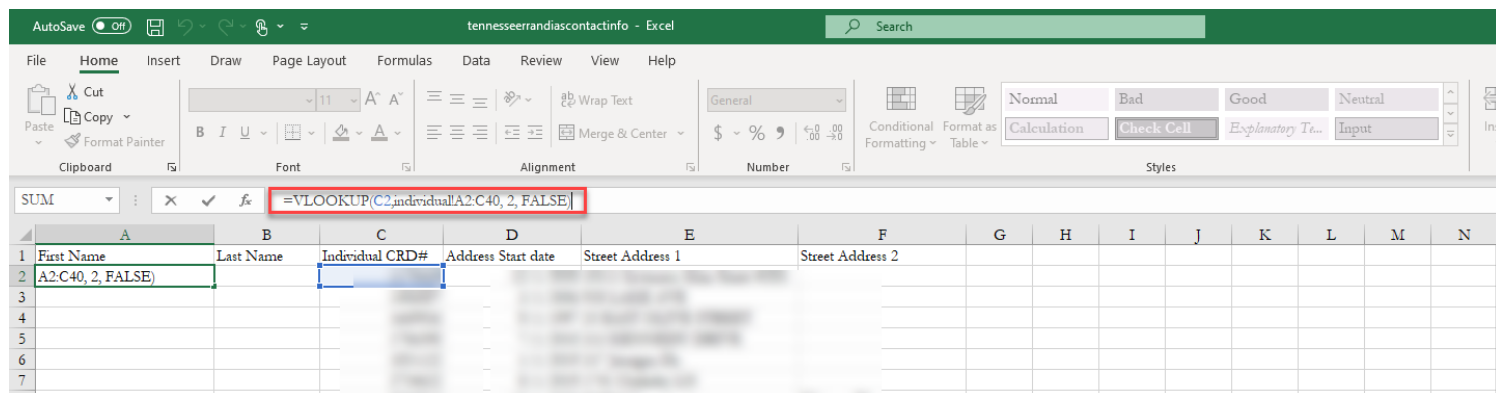 AutoSave Off tennesseerrandiascontactinfo - Excel Search
File Home Insert Draw Page Layout Formulas Data Review View Help
Cut
Copy
Paste
Format Painter
11 A A
ab Wrap Text
General
B I U A
Merge & Center
$ % 9 .00 .00
Conditional Formatting
Format as Table
Normal Bad Good Neutral
Calculation Check Cell Explanatory Te... Input
Clipboard Font Alignment Number Styles
SUM fx =VLOOKUP(C2,individual!A2:C40, 2, FALSE)
A B C D E F G H I J K L M N
1 First Name Last Name Individual CRD# Address Start date Street Address 1 Street Address 2
2 A2:C40, 2, FALSE)
3
4
5
6
7